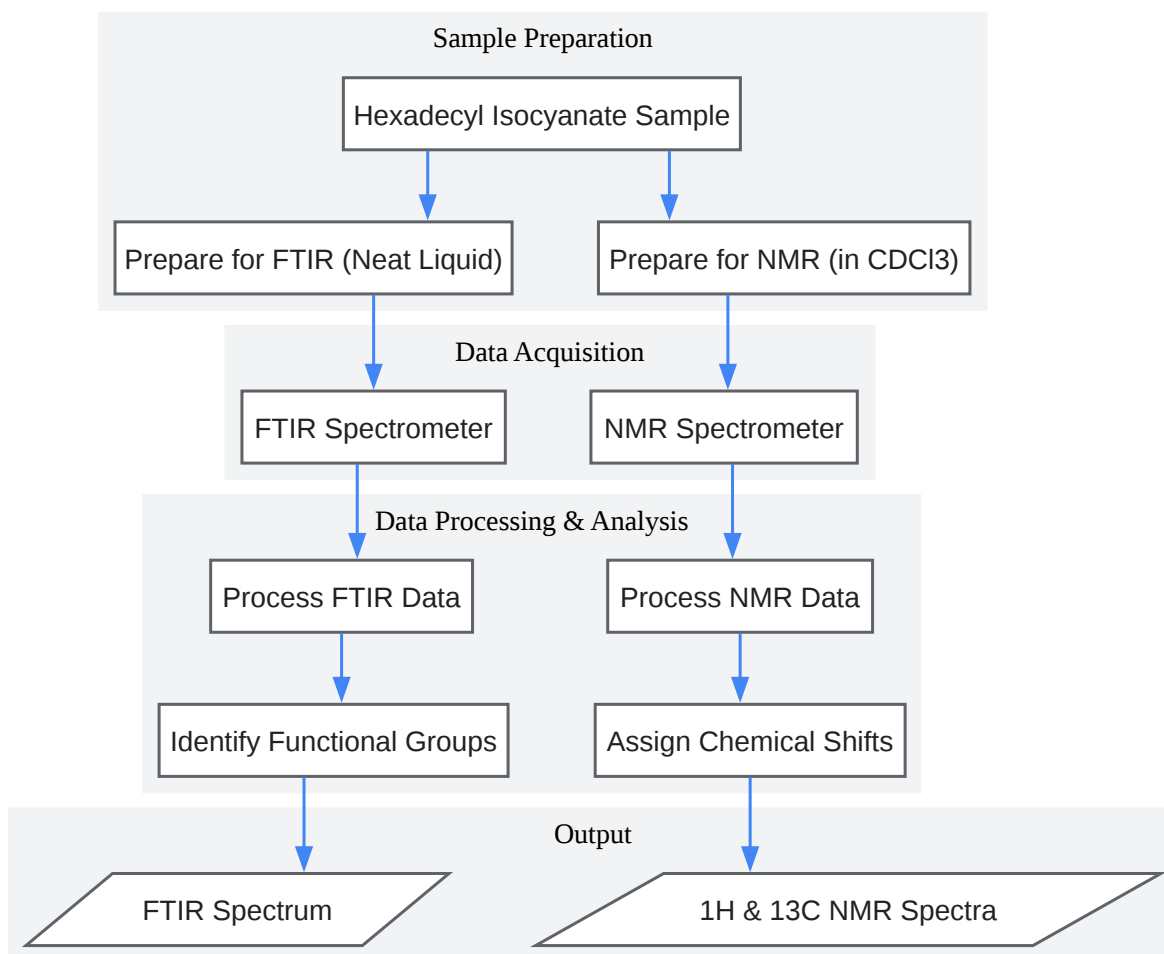 Sample Preparation
Hexadecyl Isocyanate Sample
Prepare for FTIR (Neat Liquid)
Prepare for NMR (in CDCl3)
Data Acquisition
FTIR Spectrometer
NMR Spectrometer
Data Processing & Analysis
Process FTIR Data
Process NMR Data
Identify Functional Groups
Assign Chemical Shifts
Output
FTIR Spectrum
1H & 13C NMR Spectra